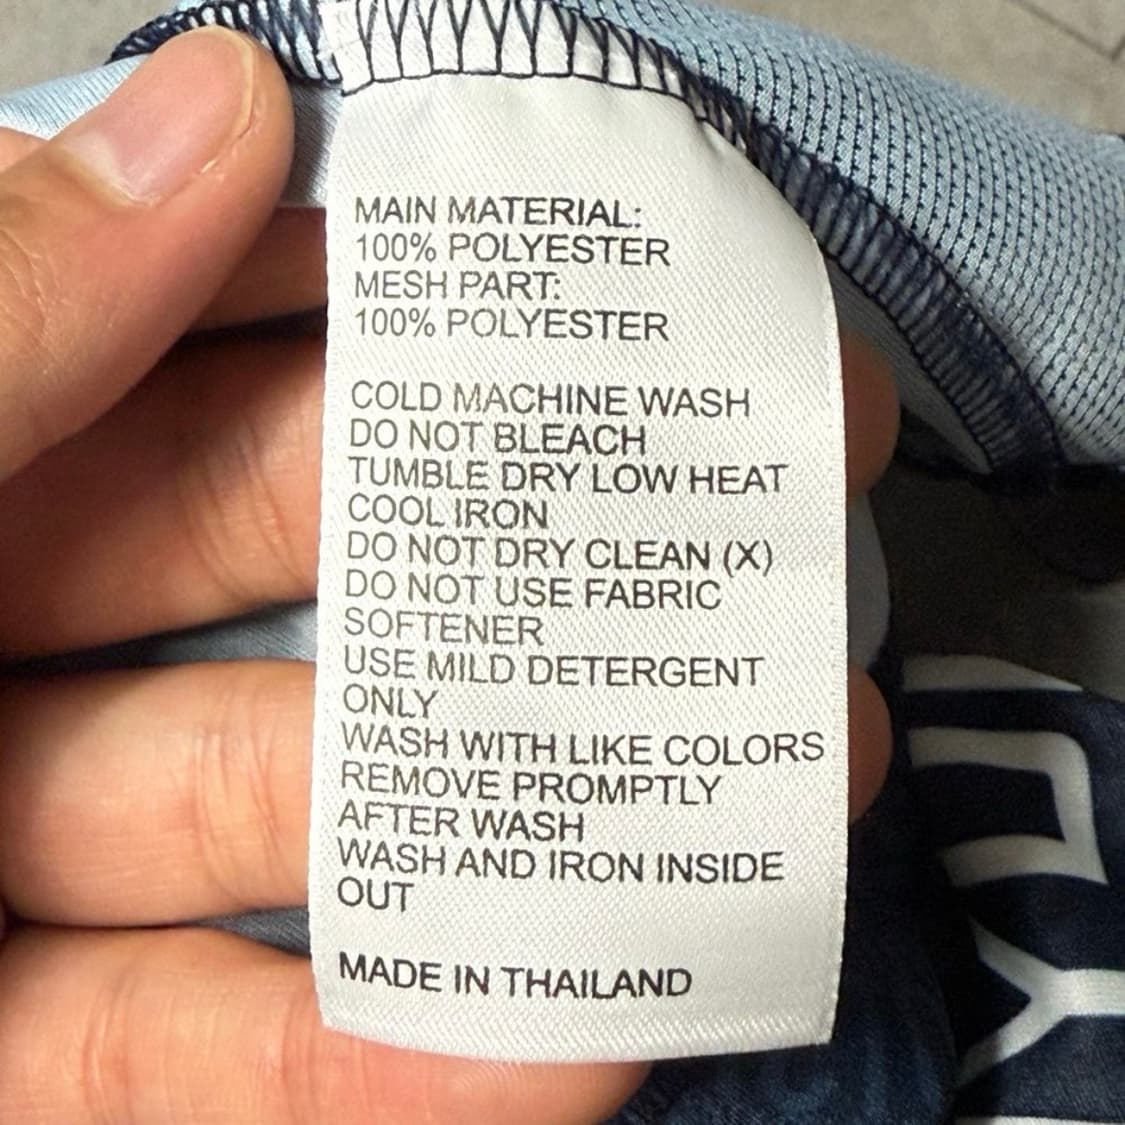 MAIN MATERIAL:
100% POLYESTER
MESH PART:
100% POLYESTER
COLD MACHINE WASH
DO NOT BLEACH
TUMBLE DRY LOW HEAT
COOL IRON
DO NOT DRY CLEAN (X)
DO NOT USE FABRIC
SOFTENER
USE MILD DETERGENT
ONLY
WASH WITH LIKE COLORS
REMOVE PROMPTLY
AFTER WASH
WASH AND IRON INSIDE
OUT
MADE IN THAILAND